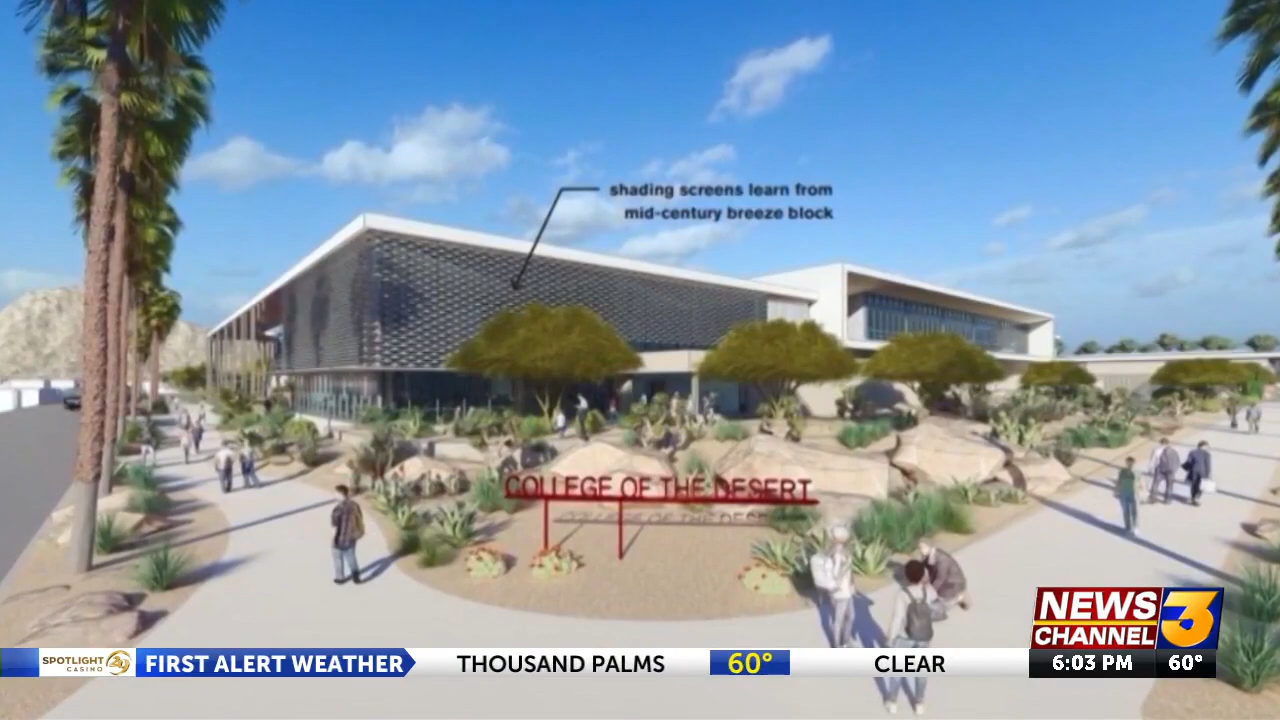 shading screens learn from
mid-century breeze block
COLLEGE OF THE DESERT
NEWS
CHANNEL
3
SPOTLIGHT 29
CASINO
FIRST ALERT WEATHER
THOUSAND PALMS
60°
CLEAR
6:03 PM
60°